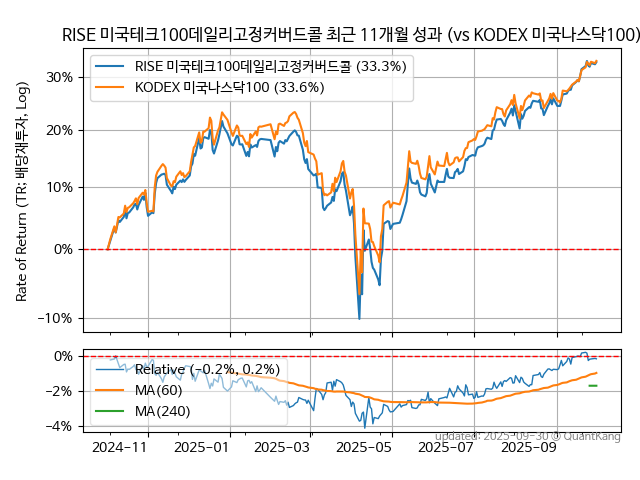 RISE 미국테크100데일리고정커버드콜 최근 11개월 성과 (vs KODEX 미국나스닥100)
RISE 미국테크100데일리고정커버드콜 (33.3%)
KODEX 미국나스닥100 (33.6%)
Rate of Return (TR: 배당재투자, Log)
30%
20%
10%
0%
−10%
Relative (−0.2%, 0.2%)
MA(60)
MA(240)
0%
−2%
−4%
2024-11 2025-01 2025-03 2025-05 2025-07 2025-09
updated: 2025-09-30 © QuantKang